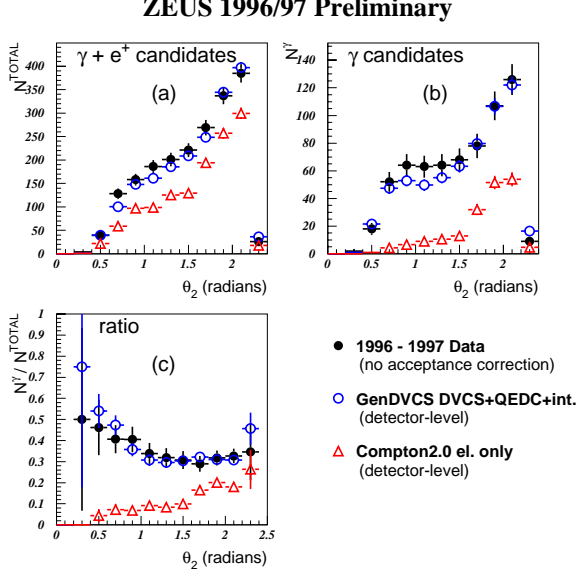 ZEUS 1996/97 Preliminary
N^TOTAL
γ + e⁺ candidates
(a)
400
350
300
250
200
150
100
50
0
0 0.5 1 1.5 2
θ₂ (radians)
N^γ
γ candidates
(b)
140
120
100
80
60
40
20
0
0 0.5 1 1.5 2
θ₂ (radians)
N^γ / N^TOTAL
ratio
(c)
1
0.9
0.8
0.7
0.6
0.5
0.4
0.3
0.2
0.1
0
0 0.5 1 1.5 2 2.5
θ₂ (radians)
1996 - 1997 Data
(no acceptance correction)
GenDVCS DVCS+QEDC+int.
(detector-level)
Compton2.0 el. only
(detector-level)